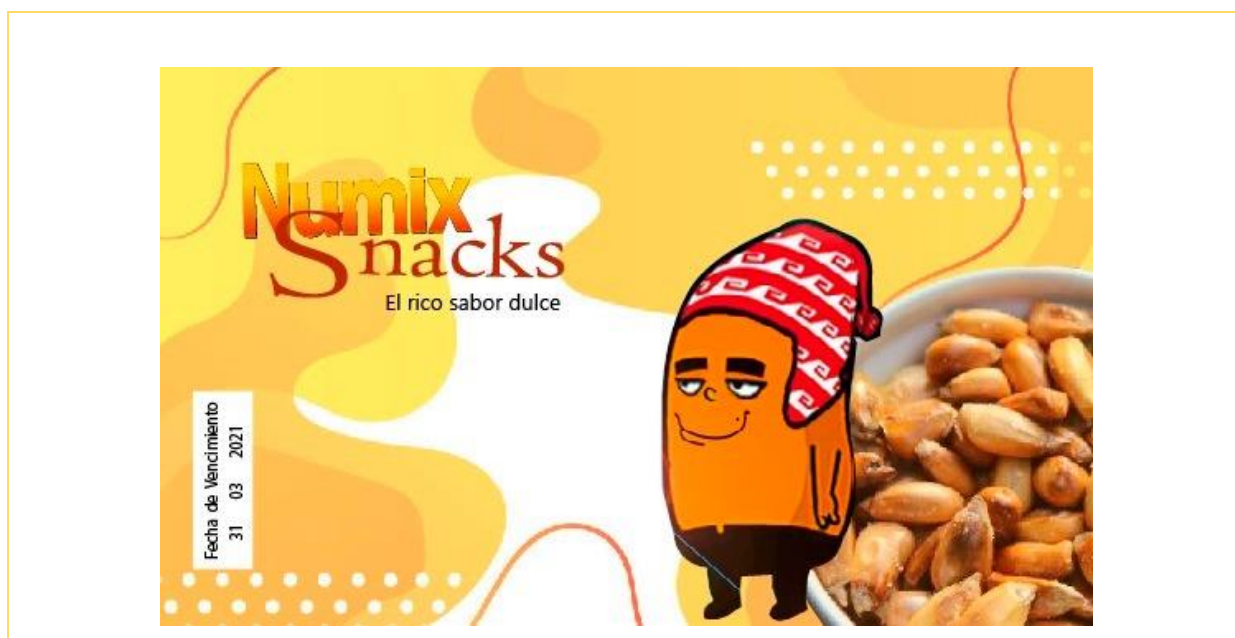 Numix
Snacks
El rico sabor dulce
Fecha de Vencimiento
31 03 2021